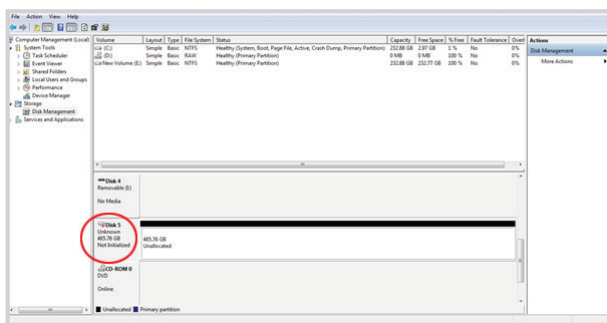 File Action View Help
Computer Management (Local)
System Tools
Task Scheduler
Event Viewer
Shared Folders
Local Users and Groups
Performance
Device Manager
Storage
Disk Management
Services and Applications
Volume Layout Type File System Status Capacity Free Space % Free Fault Tolerance Overl
(C:) Simple Basic NTFS Healthy (System, Boot, Page File, Active, Crash Dump, Primary Partition) 232.88 GB 2.97 GB 1 % No 0%
(D:) Simple Basic RAW Healthy (Primary Partition) 0 MB 0 MB 100 % No 0%
New Volume (E:) Simple Basic NTFS Healthy (Primary Partition) 232.88 GB 232.77 GB 100 % No 0%
Actions
Disk Management
More Actions
Disk 4
Removable
No Media
Disk 5
Unknown
465.76 GB
Not Initialized
465.76 GB
Unallocated
CD-ROM 0
DVD
Online
Unallocated Primary partition